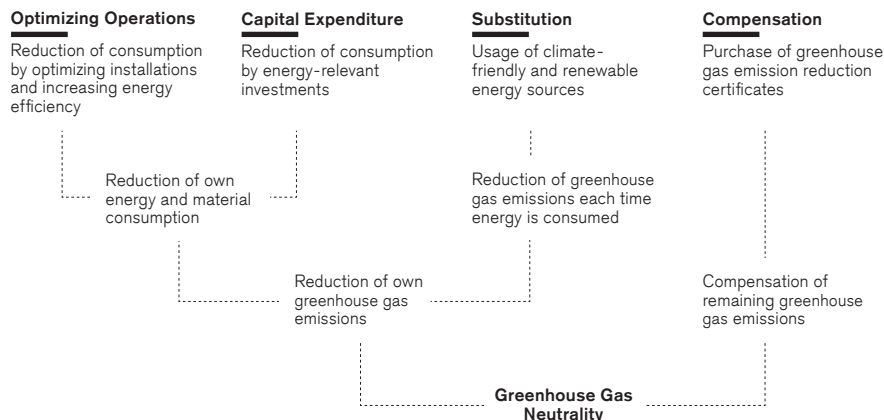 Optimizing Operations
Reduction of consumption
by optimizing installations
and increasing energy
efficiency
Capital Expenditure
Reduction of consumption
by energy-relevant
investments
Substitution
Usage of climate-
friendly and renewable
energy sources
Compensation
Purchase of greenhouse
gas emission reduction
certificates
Reduction of own
energy and material
consumption
Reduction of greenhouse
gas emissions each time
energy is consumed
Reduction of own
greenhouse gas
emissions
Compensation of
remaining greenhouse
gas emissions
Greenhouse Gas
Neutrality